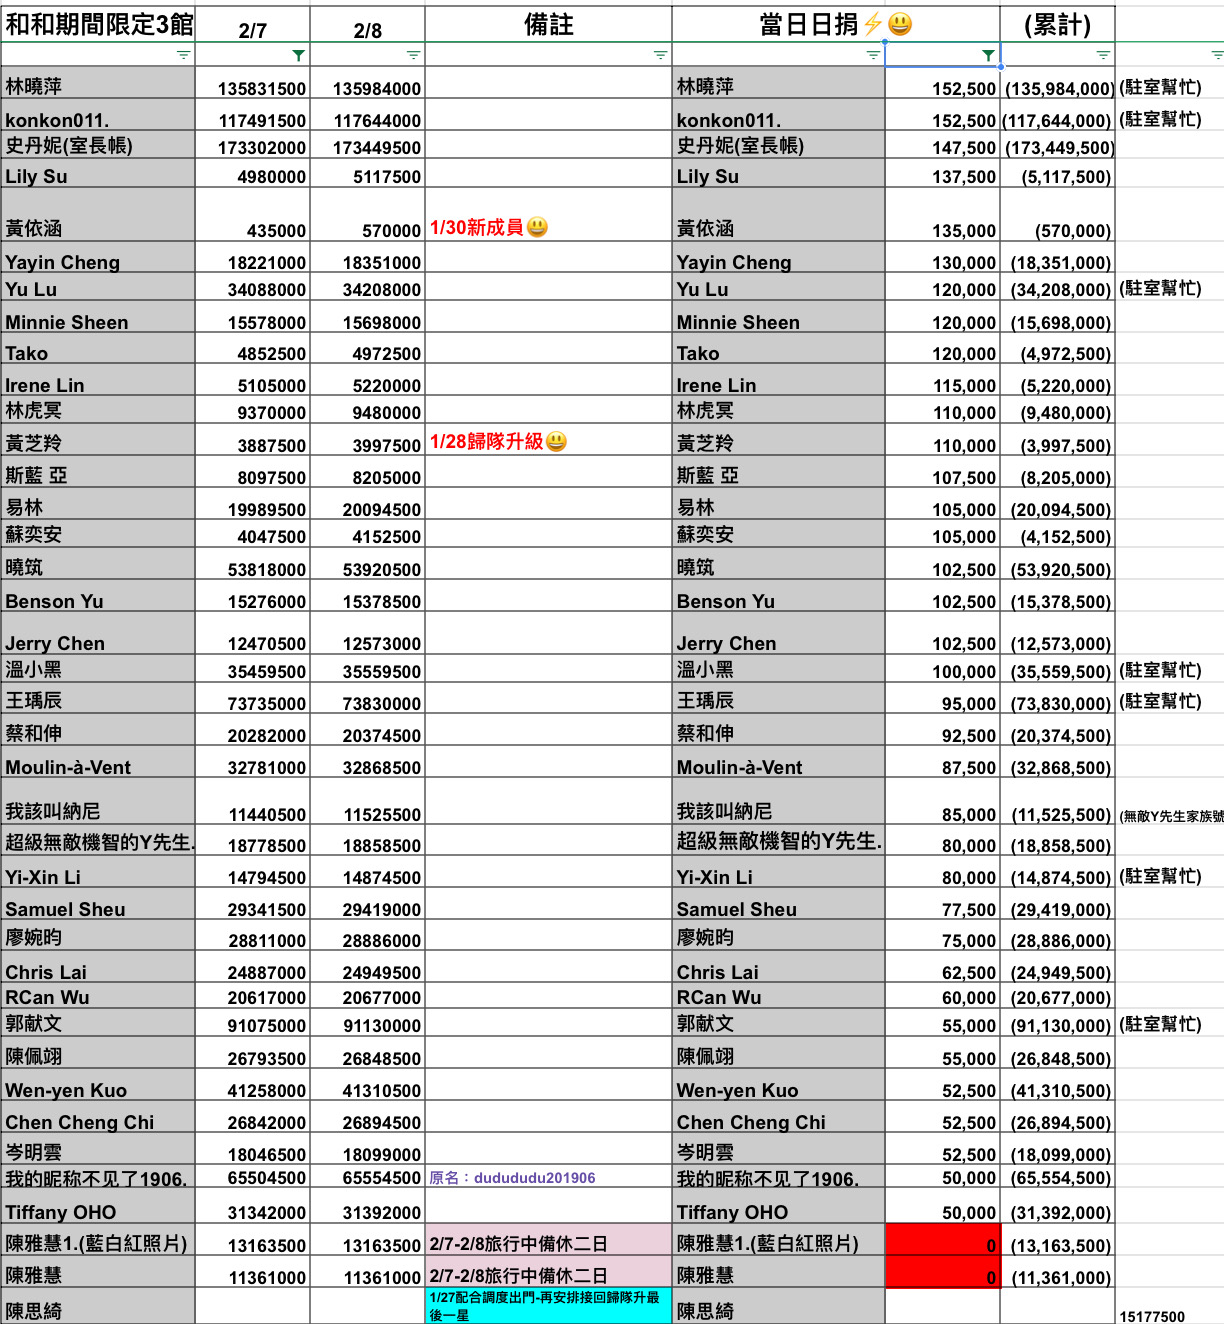 和和期間限定3館 2/7 2/8 備註 當日日捐⚡😃 (累計)
林曉萍 135831500 135984000 林曉萍 152,500 (135,984,000) (駐室幫忙)
konkon011. 117491500 117644000 konkon011. 152,500 (117,644,000) (駐室幫忙)
史丹妮(室長帳) 173302000 173449500 史丹妮(室長帳) 147,500 (173,449,500)
Lily Su 4980000 5117500 Lily Su 137,500 (5,117,500)
黃依涵 435000 570000 1/30新成員😃 黃依涵 135,000 (570,000)
Yayin Cheng 18221000 18351000 Yayin Cheng 130,000 (18,351,000)
Yu Lu 34088000 34208000 Yu Lu 120,000 (34,208,000) (駐室幫忙)
Minnie Sheen 15578000 15698000 Minnie Sheen 120,000 (15,698,000)
Tako 4852500 4972500 Tako 120,000 (4,972,500)
Irene Lin 5105000 5220000 Irene Lin 115,000 (5,220,000)
林虎冥 9370000 9480000 林虎冥 110,000 (9,480,000)
黃芝羚 3887500 3997500 1/28歸隊升級😃 黃芝羚 110,000 (3,997,500)
斯藍 亞 8097500 8205000 斯藍 亞 107,500 (8,205,000)
易林 19989500 20094500 易林 105,000 (20,094,500)
蘇奕安 4047500 4152500 蘇奕安 105,000 (4,152,500)
曉筑 53818000 53920500 曉筑 102,500 (53,920,500)
Benson Yu 15276000 15378500 Benson Yu 102,500 (15,378,500)
Jerry Chen 12470500 12573000 Jerry Chen 102,500 (12,573,000)
溫小黑 35459500 35559500 溫小黑 100,000 (35,559,500) (駐室幫忙)
王瑀辰 73735000 73830000 王瑀辰 95,000 (73,830,000) (駐室幫忙)
蔡和伸 20282000 20374500 蔡和伸 92,500 (20,374,500)
Moulin-à-Vent 32781000 32868500 Moulin-à-Vent 87,500 (32,868,500)
我該叫納尼 11440500 11525500 我該叫納尼 85,000 (11,525,500) (無敵Y先生家族號
超級無敵機智的Y先生. 18778500 18858500 超級無敵機智的Y先生. 80,000 (18,858,500)
Yi-Xin Li 14794500 14874500 Yi-Xin Li 80,000 (14,874,500) (駐室幫忙)
Samuel Sheu 29341500 29419000 Samuel Sheu 77,500 (29,419,000)
廖婉昀 28811000 28886000 廖婉昀 75,000 (28,886,000)
Chris Lai 24887000 24949500 Chris Lai 62,500 (24,949,500)
RCan Wu 20617000 20677000 RCan Wu 60,000 (20,677,000)
郭献文 91075000 91130000 郭献文 55,000 (91,130,000) (駐室幫忙)
陳佩翊 26793500 26848500 陳佩翊 55,000 (26,848,500)
Wen-yen Kuo 41258000 41310500 Wen-yen Kuo 52,500 (41,310,500)
Chen Cheng Chi 26842000 26894500 Chen Cheng Chi 52,500 (26,894,500)
岑明雲 18046500 18099000 岑明雲 52,500 (18,099,000)
我的昵称不见了1906. 65504500 65554500 原名：dudududu201906 我的昵称不见了1906. 50,000 (65,554,500)
Tiffany OHO 31342000 31392000 Tiffany OHO 50,000 (31,392,000)
陳雅慧1.(藍白紅照片) 13163500 13163500 2/7-2/8旅行中備休二日 陳雅慧1.(藍白紅照片) 0 (13,163,500)
陳雅慧 11361000 11361000 2/7-2/8旅行中備休二日 陳雅慧 0 (11,361,000)
陳思綺 1/27配合調度出門-再安排接回歸隊升最 陳思綺 15177500
後一星